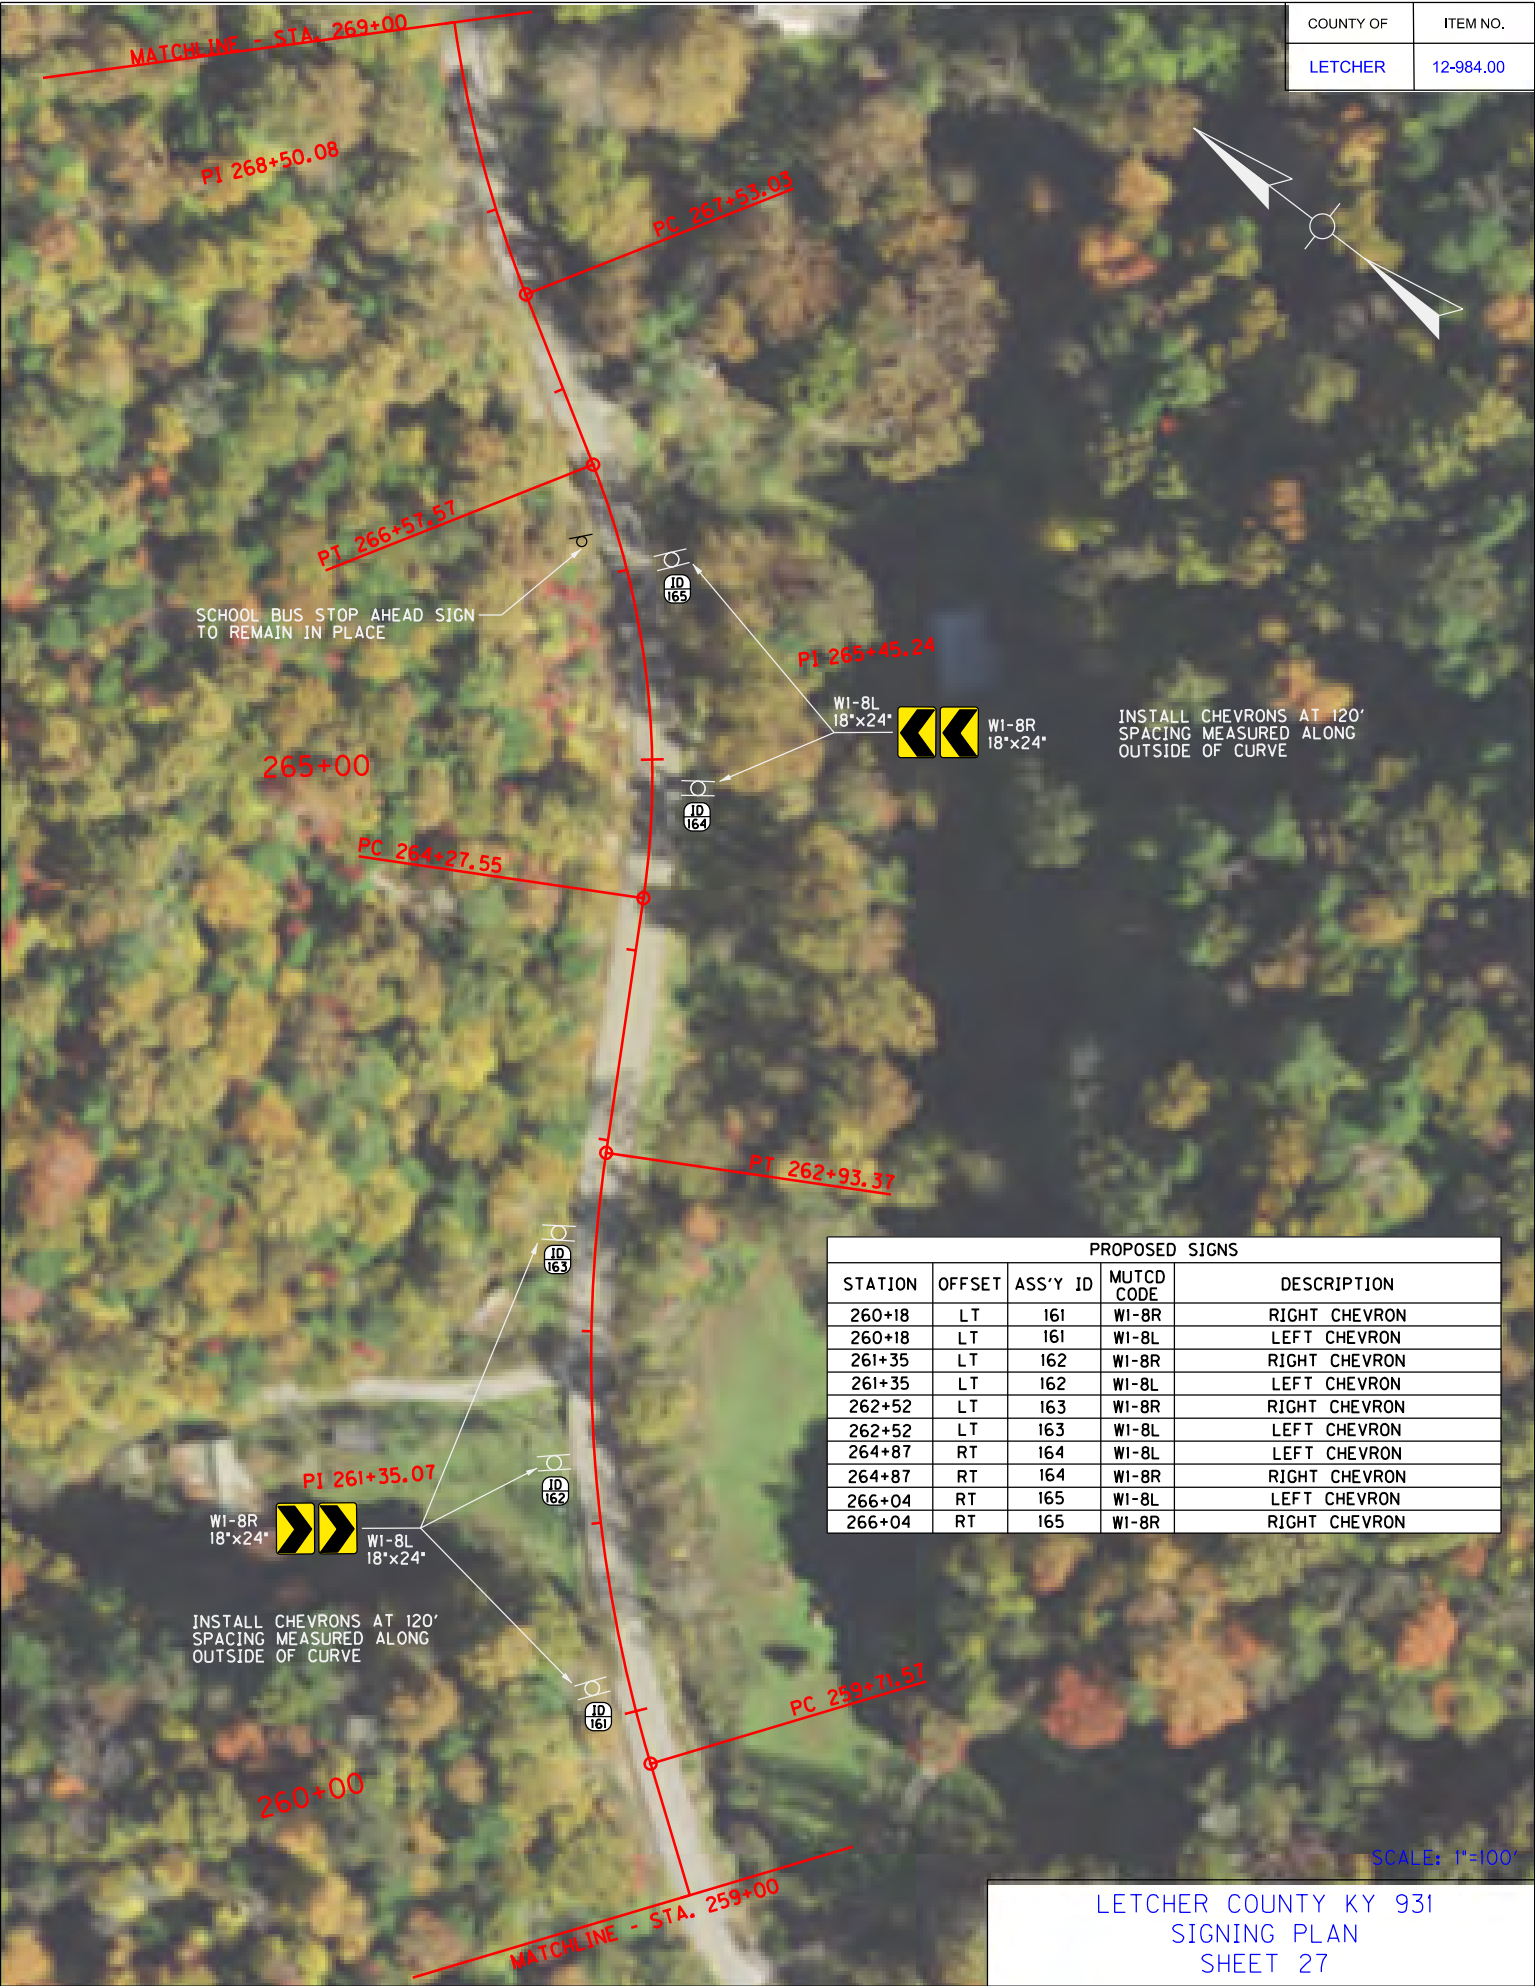 COUNTY OF ITEM NO.
LETCHER 12-984.00
MATCHLINE - STA. 269+00
PI 268+50.08
PC 267+53.03
PT 266+57.57
SCHOOL BUS STOP AHEAD SIGN
TO REMAIN IN PLACE
ID
165
PI 265+45.24
W1-8L
18"x24"
W1-8R
18"x24"
INSTALL CHEVRONS AT 120'
SPACING MEASURED ALONG
OUTSIDE OF CURVE
265+00
ID
164
PC 264+27.55
PT 262+93.37
ID
163
PROPOSED SIGNS
STATION OFFSET ASS'Y ID MUTCD CODE DESCRIPTION
260+18 LT 161 W1-8R RIGHT CHEVRON
260+18 LT 161 W1-8L LEFT CHEVRON
261+35 LT 162 W1-8R RIGHT CHEVRON
261+35 LT 162 W1-8L LEFT CHEVRON
262+52 LT 163 W1-8R RIGHT CHEVRON
262+52 LT 163 W1-8L LEFT CHEVRON
264+87 RT 164 W1-8L LEFT CHEVRON
264+87 RT 164 W1-8R RIGHT CHEVRON
266+04 RT 165 W1-8L LEFT CHEVRON
266+04 RT 165 W1-8R RIGHT CHEVRON
PI 261+35.07
ID
162
W1-8R
18"x24"
W1-8L
18"x24"
INSTALL CHEVRONS AT 120'
SPACING MEASURED ALONG
OUTSIDE OF CURVE
ID
161
PC 259+71.57
260+00
MATCHLINE - STA. 259+00
SCALE: 1"=100'
LETCHER COUNTY KY 931
SIGNING PLAN
SHEET 27